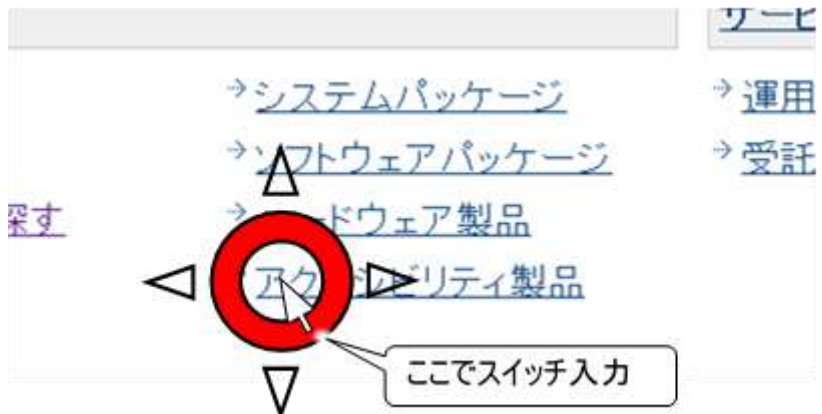 サービ
システムパッケージ
運用
ソフトウェアパッケージ
受託
探す
ードウェア製品
アク シビリティ製品
ここでスイッチ入力